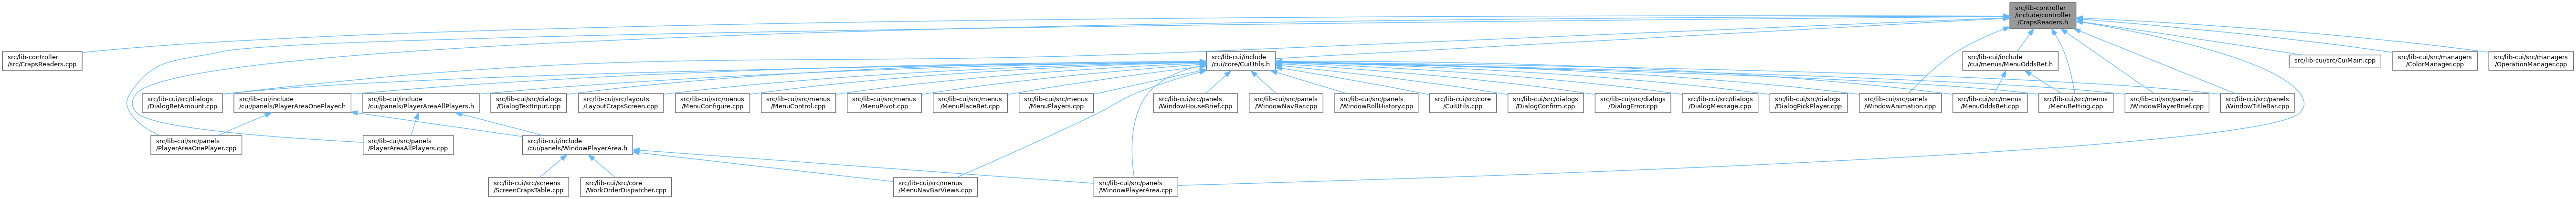 src/lib-controller
/include/controller
/CrapsReaders.h
src/lib-controller
/src/CrapsReaders.cpp
src/lib-cui/include
/cui/core/CuiUtils.h
src/lib-cui/include
/cui/menus/MenuOddsBet.h
src/lib-cui/src/CuiMain.cpp
src/lib-cui/src/managers
/ColorManager.cpp
src/lib-cui/src/managers
/OperationManager.cpp
src/lib-cui/src/dialogs
/DialogBetAmount.cpp
src/lib-cui/include
/cui/panels/PlayerAreaOnePlayer.h
src/lib-cui/include
/cui/panels/PlayerAreaAllPlayers.h
src/lib-cui/src/dialogs
/DialogTextInput.cpp
src/lib-cui/src/layouts
/LayoutCrapsScreen.cpp
src/lib-cui/src/menus
/MenuConfigure.cpp
src/lib-cui/src/menus
/MenuControl.cpp
src/lib-cui/src/menus
/MenuPivot.cpp
src/lib-cui/src/menus
/MenuPlaceBet.cpp
src/lib-cui/src/menus
/MenuPlayers.cpp
src/lib-cui/src/panels
/WindowHouseBrief.cpp
src/lib-cui/src/panels
/WindowNavBar.cpp
src/lib-cui/src/panels
/WindowRollHistory.cpp
src/lib-cui/src/core
/CuiUtils.cpp
src/lib-cui/src/dialogs
/DialogConfirm.cpp
src/lib-cui/src/dialogs
/DialogError.cpp
src/lib-cui/src/dialogs
/DialogMessage.cpp
src/lib-cui/src/dialogs
/DialogPickPlayer.cpp
src/lib-cui/src/panels
/WindowAnimation.cpp
src/lib-cui/src/menus
/MenuOddsBet.cpp
src/lib-cui/src/menus
/MenuBetting.cpp
src/lib-cui/src/panels
/WindowPlayerBrief.cpp
src/lib-cui/src/panels
/WindowTitleBar.cpp
src/lib-cui/src/panels
/PlayerAreaOnePlayer.cpp
src/lib-cui/src/panels
/PlayerAreaAllPlayers.cpp
src/lib-cui/include
/cui/panels/WindowPlayerArea.h
src/lib-cui/src/screens
/ScreenCrapsTable.cpp
src/lib-cui/src/core
/WorkOrderDispatcher.cpp
src/lib-cui/src/menus
/MenuNavBarViews.cpp
src/lib-cui/src/panels
/WindowPlayerArea.cpp